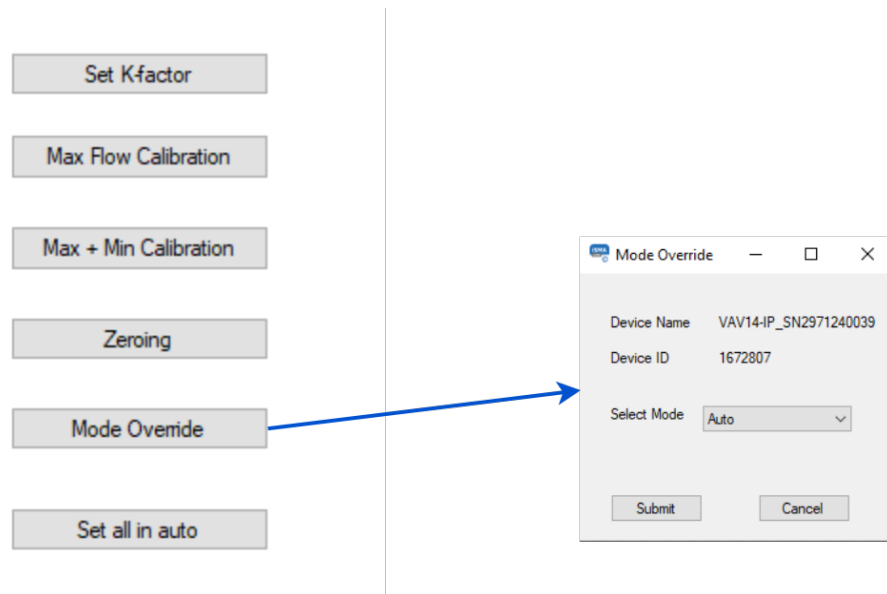 Set K-factor
Max Flow Calibration
Max + Min Calibration
Zeroing
Mode Override
Set all in auto
iSMA
Mode Override
Device Name VAV14-IP_SN2971240039
Device ID 1672807
Select Mode Auto
Submit Cancel